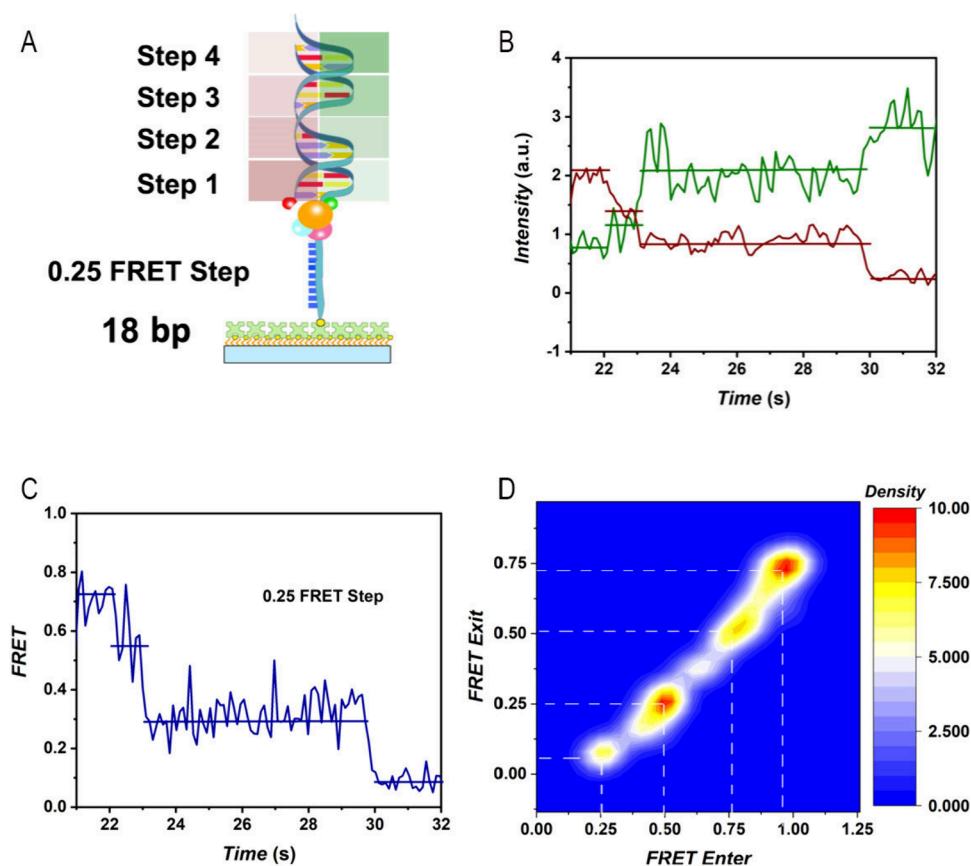 A
Step 4
Step 3
Step 2
Step 1
0.25 FRET Step
18 bp
B
Intensity (a.u.)
4
3
2
1
0
-1
22 24 26 28 30 32
Time (s)
C
FRET
1.0
0.8
0.6
0.4
0.2
0.0
0.25 FRET Step
22 24 26 28 30 32
Time (s)
D
Density
FRET Exit
0.75
0.50
0.25
0.00
0.00 0.25 0.50 0.75 1.00 1.25
FRET Enter
10.00
7.500
5.000
2.500
0.000